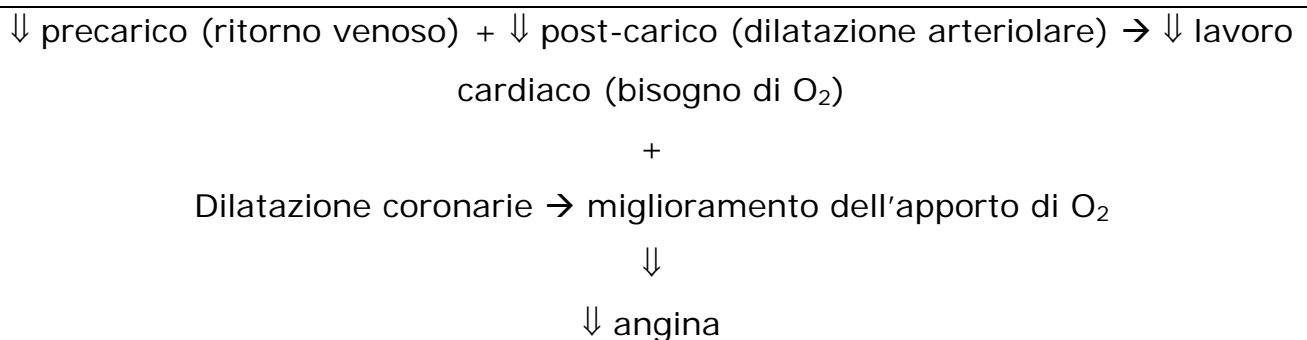 ⇓ precarico (ritorno venoso) + ⇓ post-carico (dilatazione arteriolare) → ⇓ lavoro
cardiaco (bisogno di O₂)
+
Dilatazione coronarie → miglioramento dell’apporto di O₂
⇓
⇓ angina